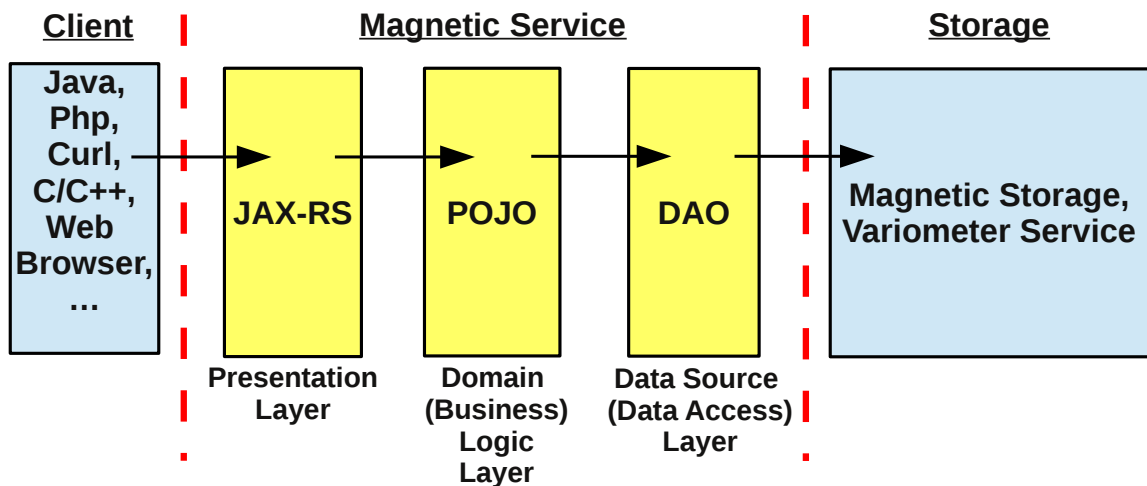 Client
Magnetic Service
Storage
Java,
Php,
Curl,
C/C++,
Web
Browser,
…
JAX-RS
POJO
DAO
Magnetic Storage,
Variometer Service
Presentation
Layer
Domain
(Business)
Logic
Layer
Data Source
(Data Access)
Layer